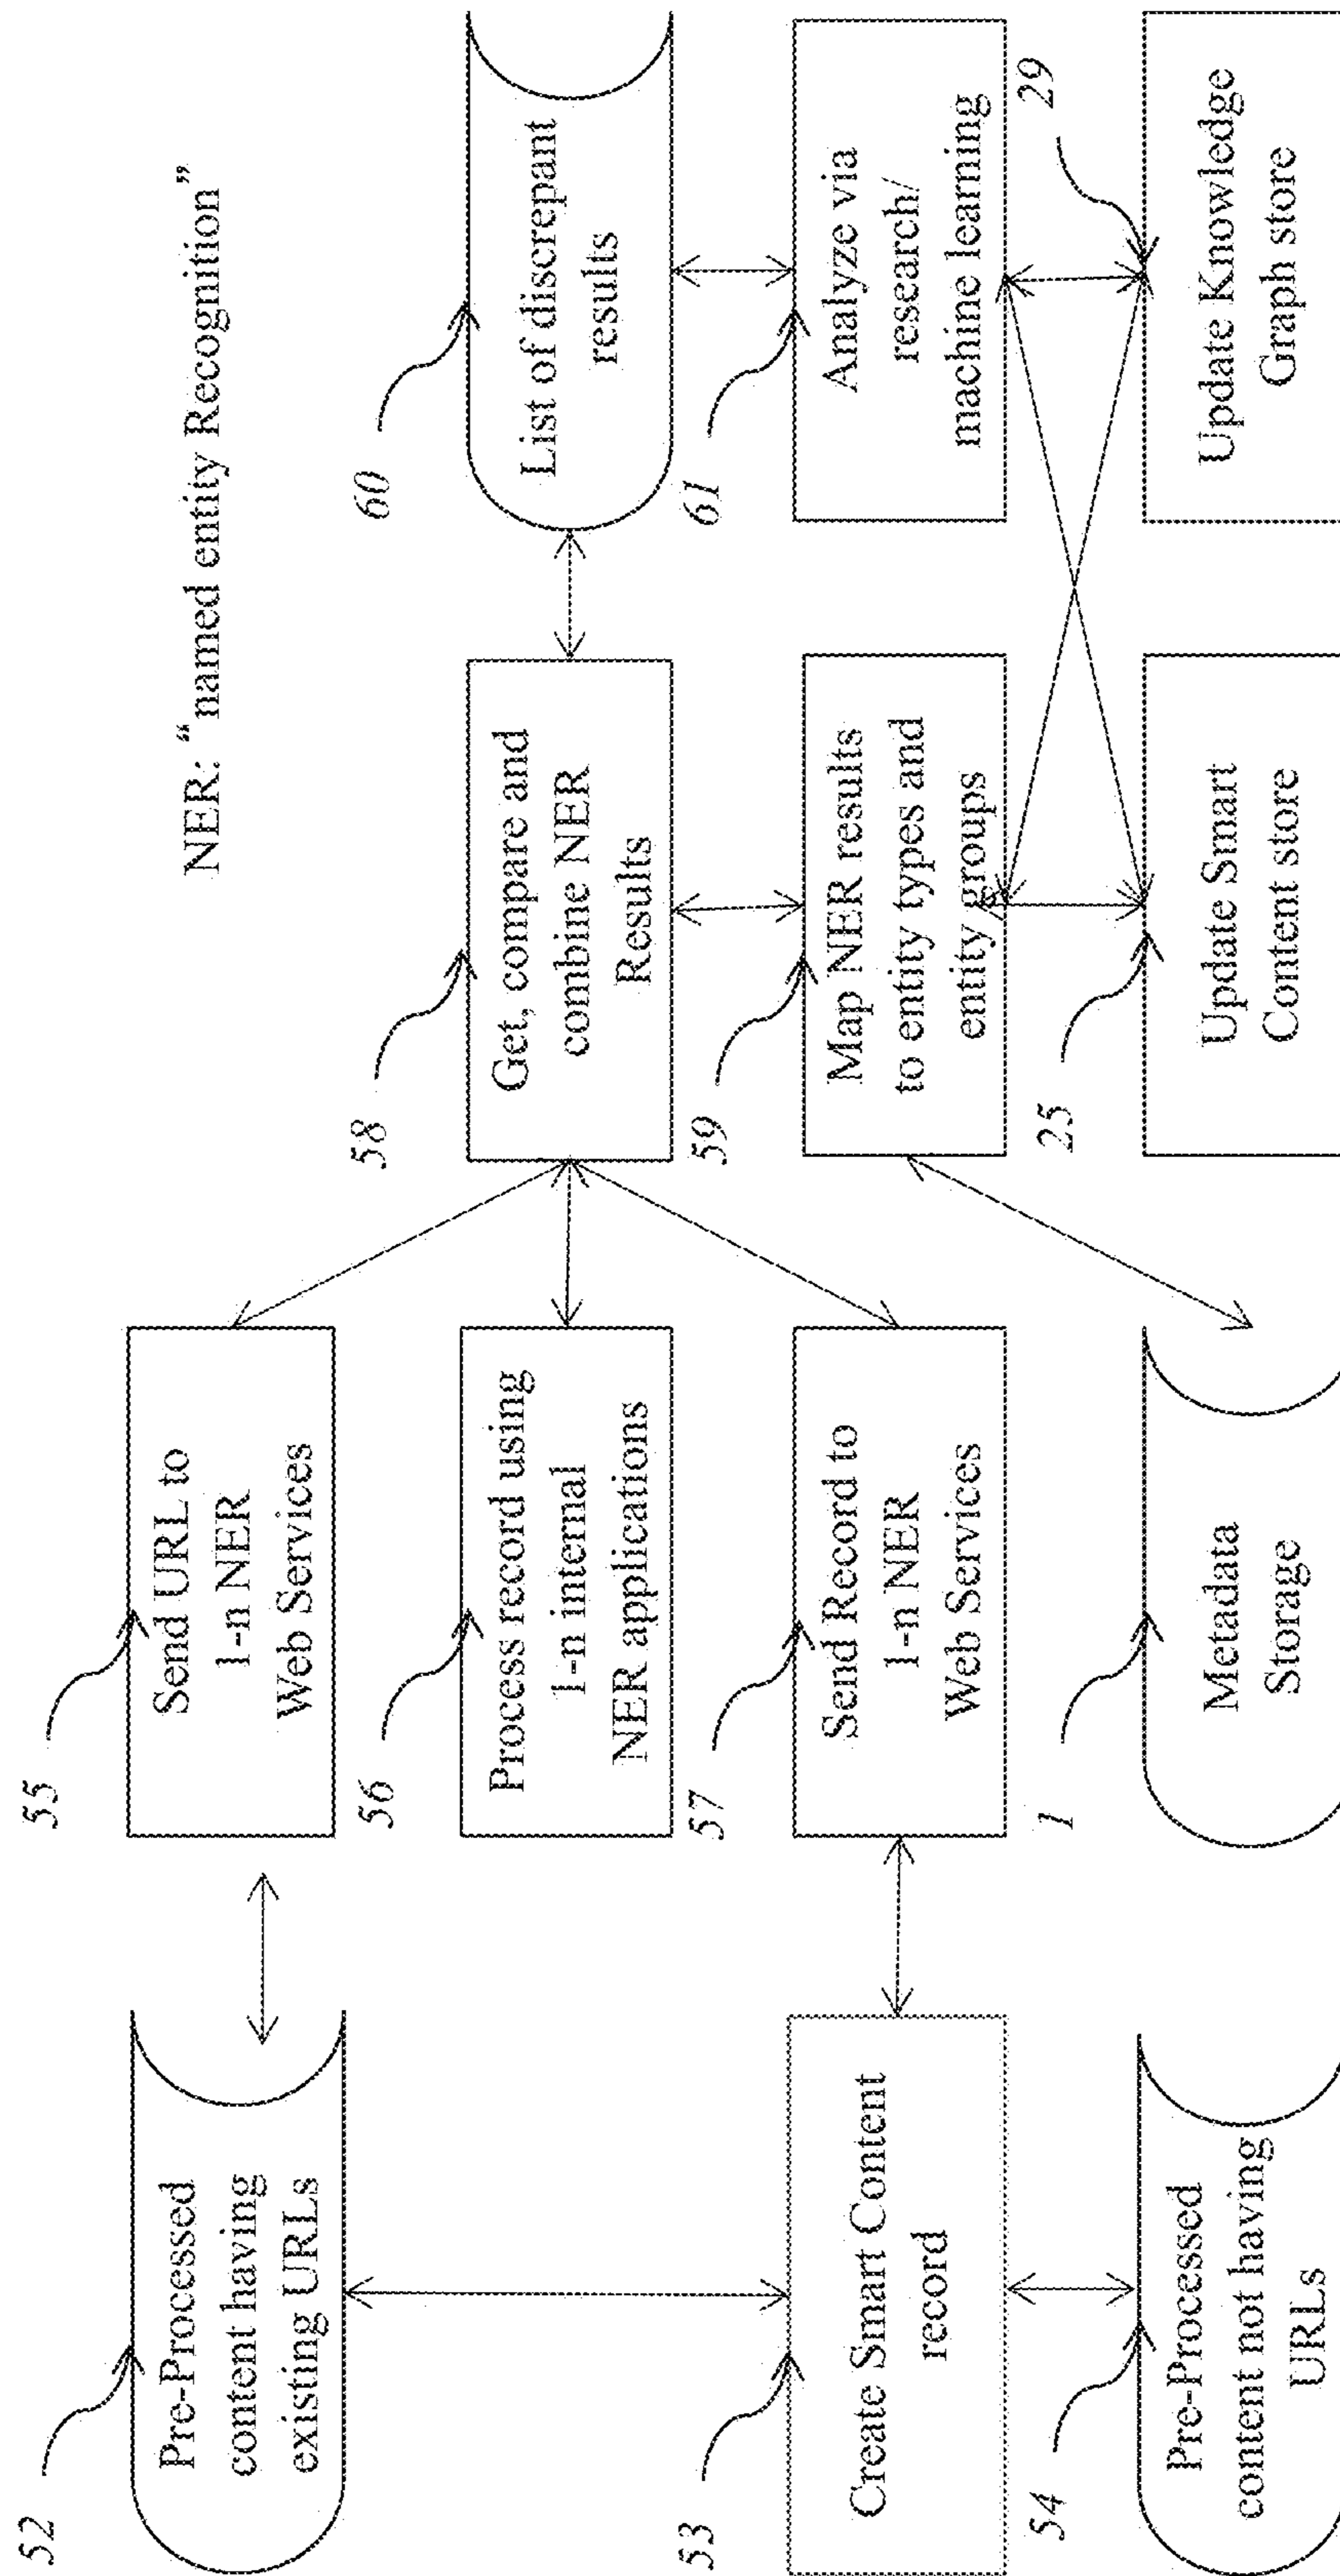 NER: “named entity Recognition”
52
Pre-Processed
content having
existing URLs
53
Create Smart Content
record
54
Pre-Processed
content not having
URLs
55
Send URL to
1-n NER
Web Services
56
Process record using
1-n internal
NER applications
57
Send Record to
1-n NER
Web Services
1
Metadata
Storage
58
Get, compare and
combine NER
Results
59
Map NER results
to entity types and
entity groups
25
Update Smart
Content store
60
List of discrepant
results
61
Analyze via
research/
machine learning
29
Update Knowledge
Graph store